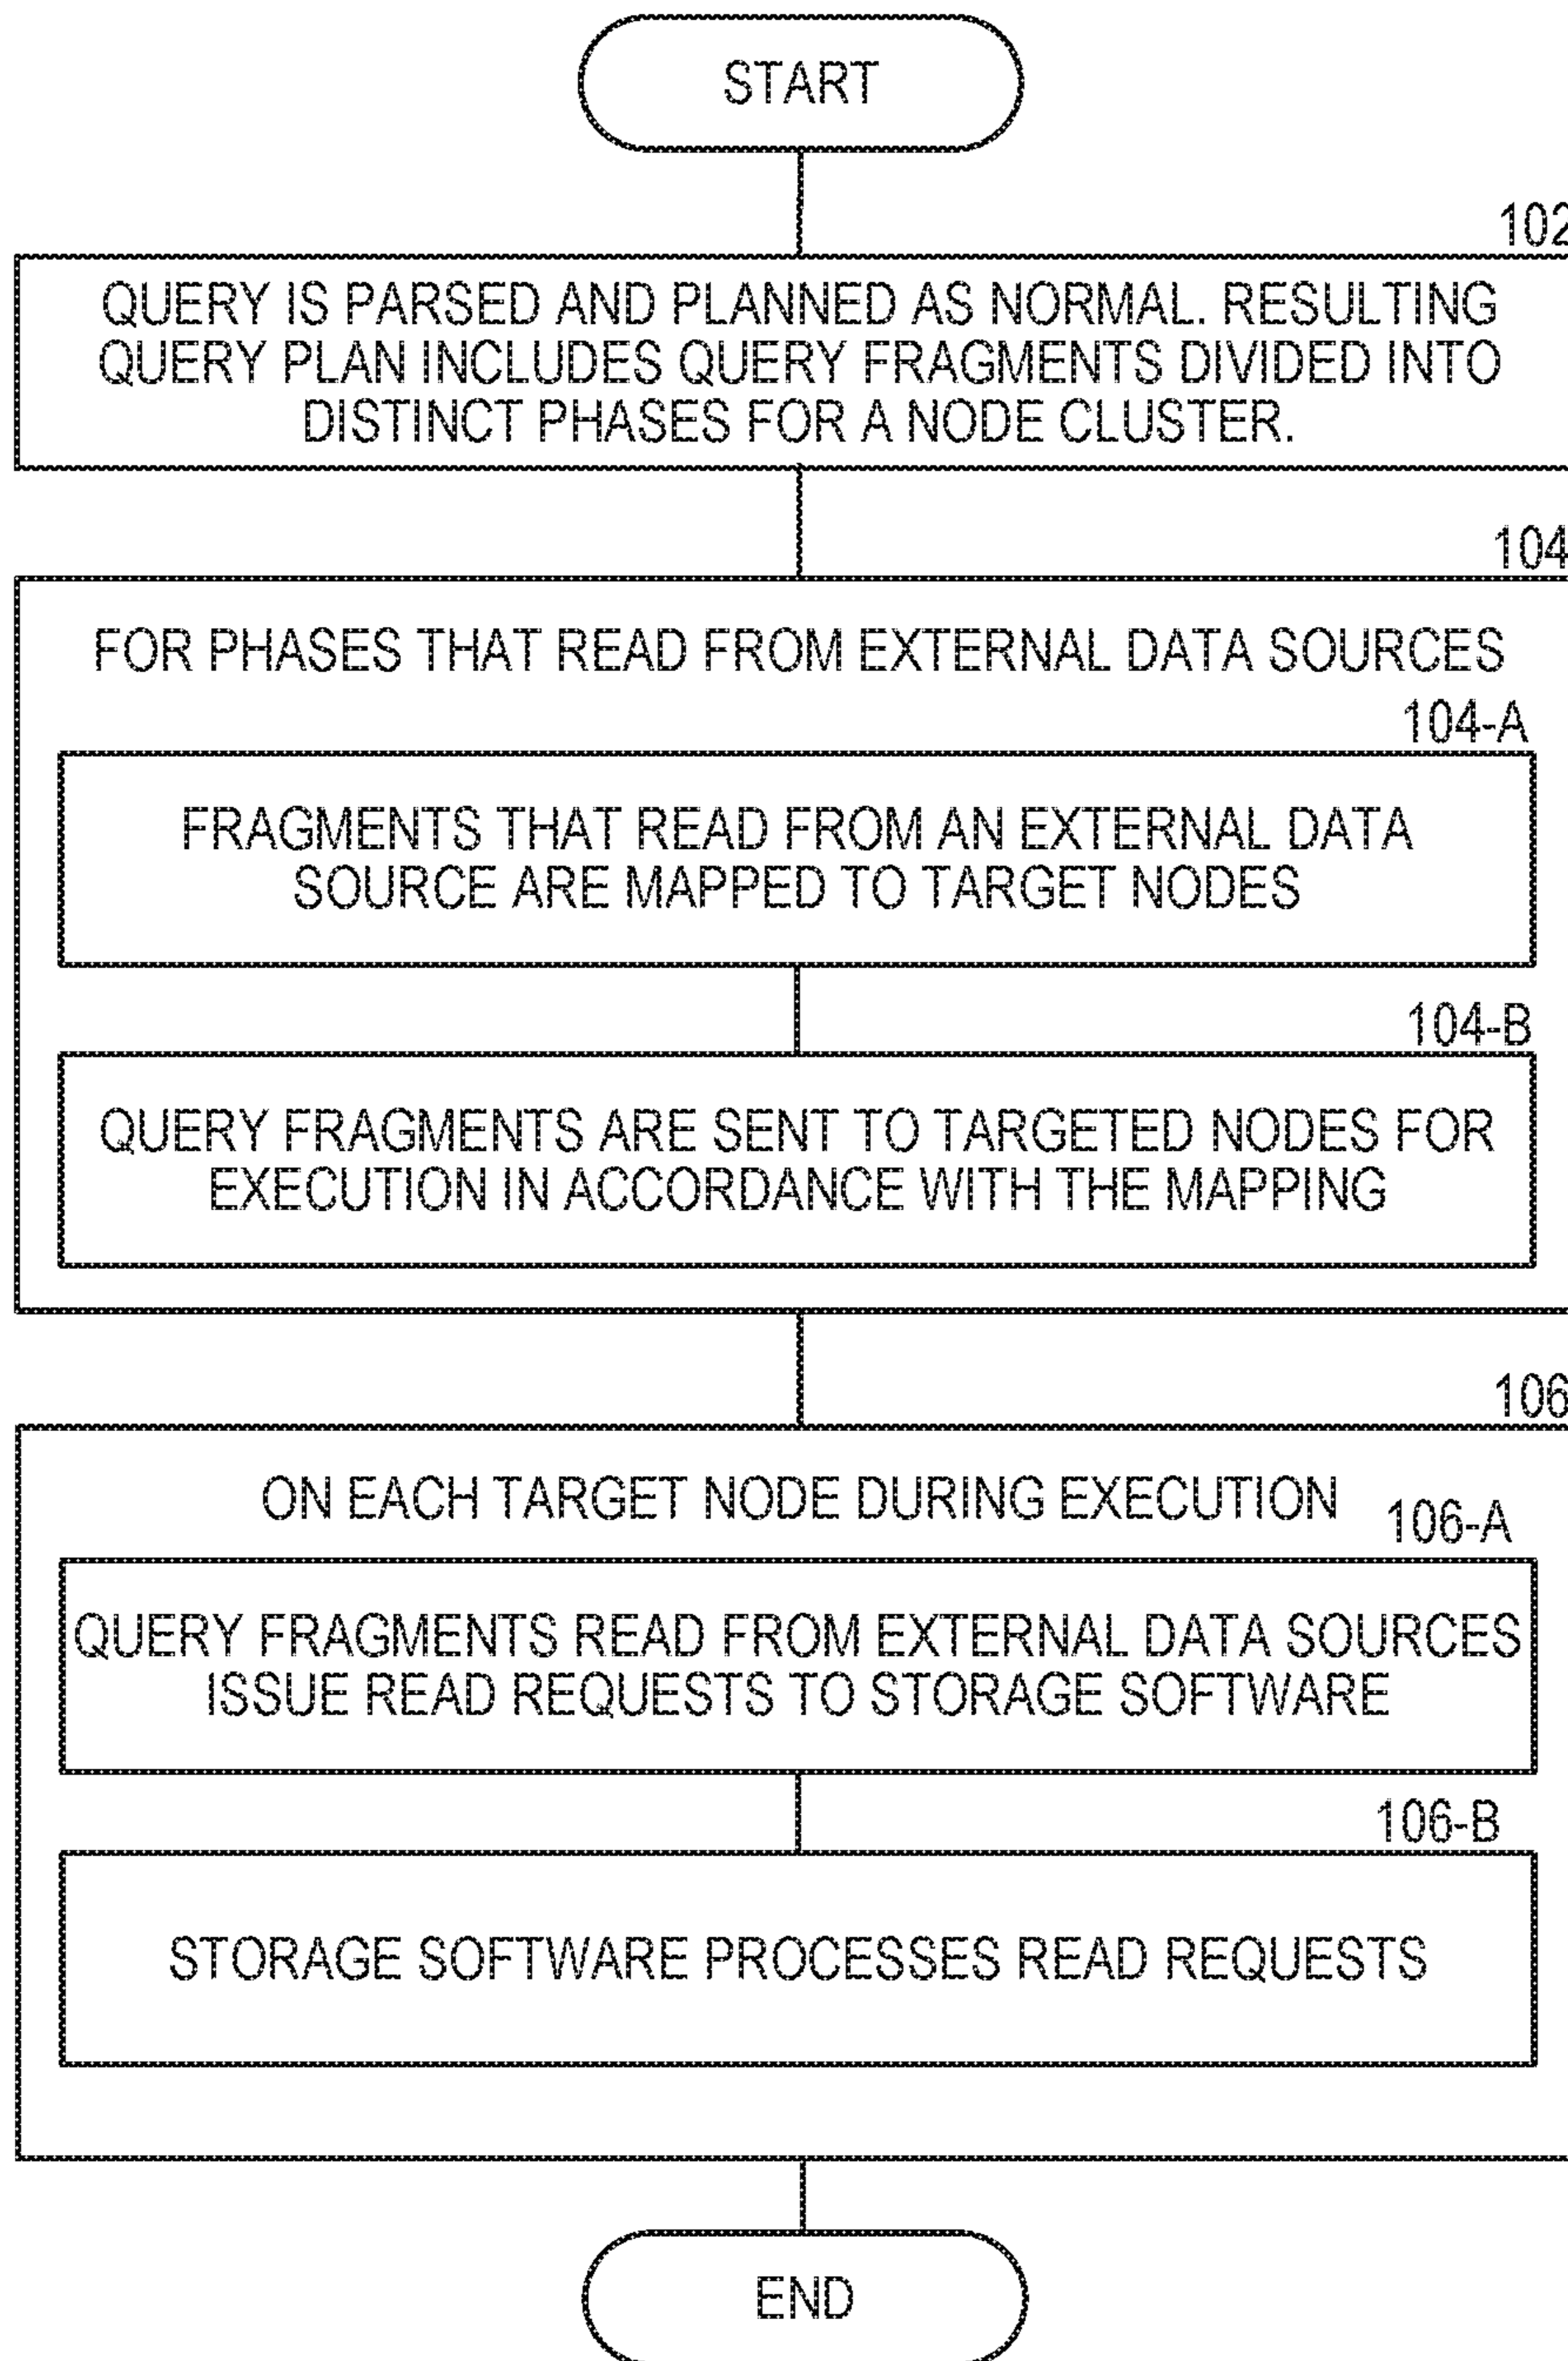 START
102
QUERY IS PARSED AND PLANNED AS NORMAL. RESULTING
QUERY PLAN INCLUDES QUERY FRAGMENTS DIVIDED INTO
DISTINCT PHASES FOR A NODE CLUSTER.
104
FOR PHASES THAT READ FROM EXTERNAL DATA SOURCES
104-A
FRAGMENTS THAT READ FROM AN EXTERNAL DATA
SOURCE ARE MAPPED TO TARGET NODES
104-B
QUERY FRAGMENTS ARE SENT TO TARGETED NODES FOR
EXECUTION IN ACCORDANCE WITH THE MAPPING
106
ON EACH TARGET NODE DURING EXECUTION
106-A
QUERY FRAGMENTS READ FROM EXTERNAL DATA SOURCES
ISSUE READ REQUESTS TO STORAGE SOFTWARE
106-B
STORAGE SOFTWARE PROCESSES READ REQUESTS
END